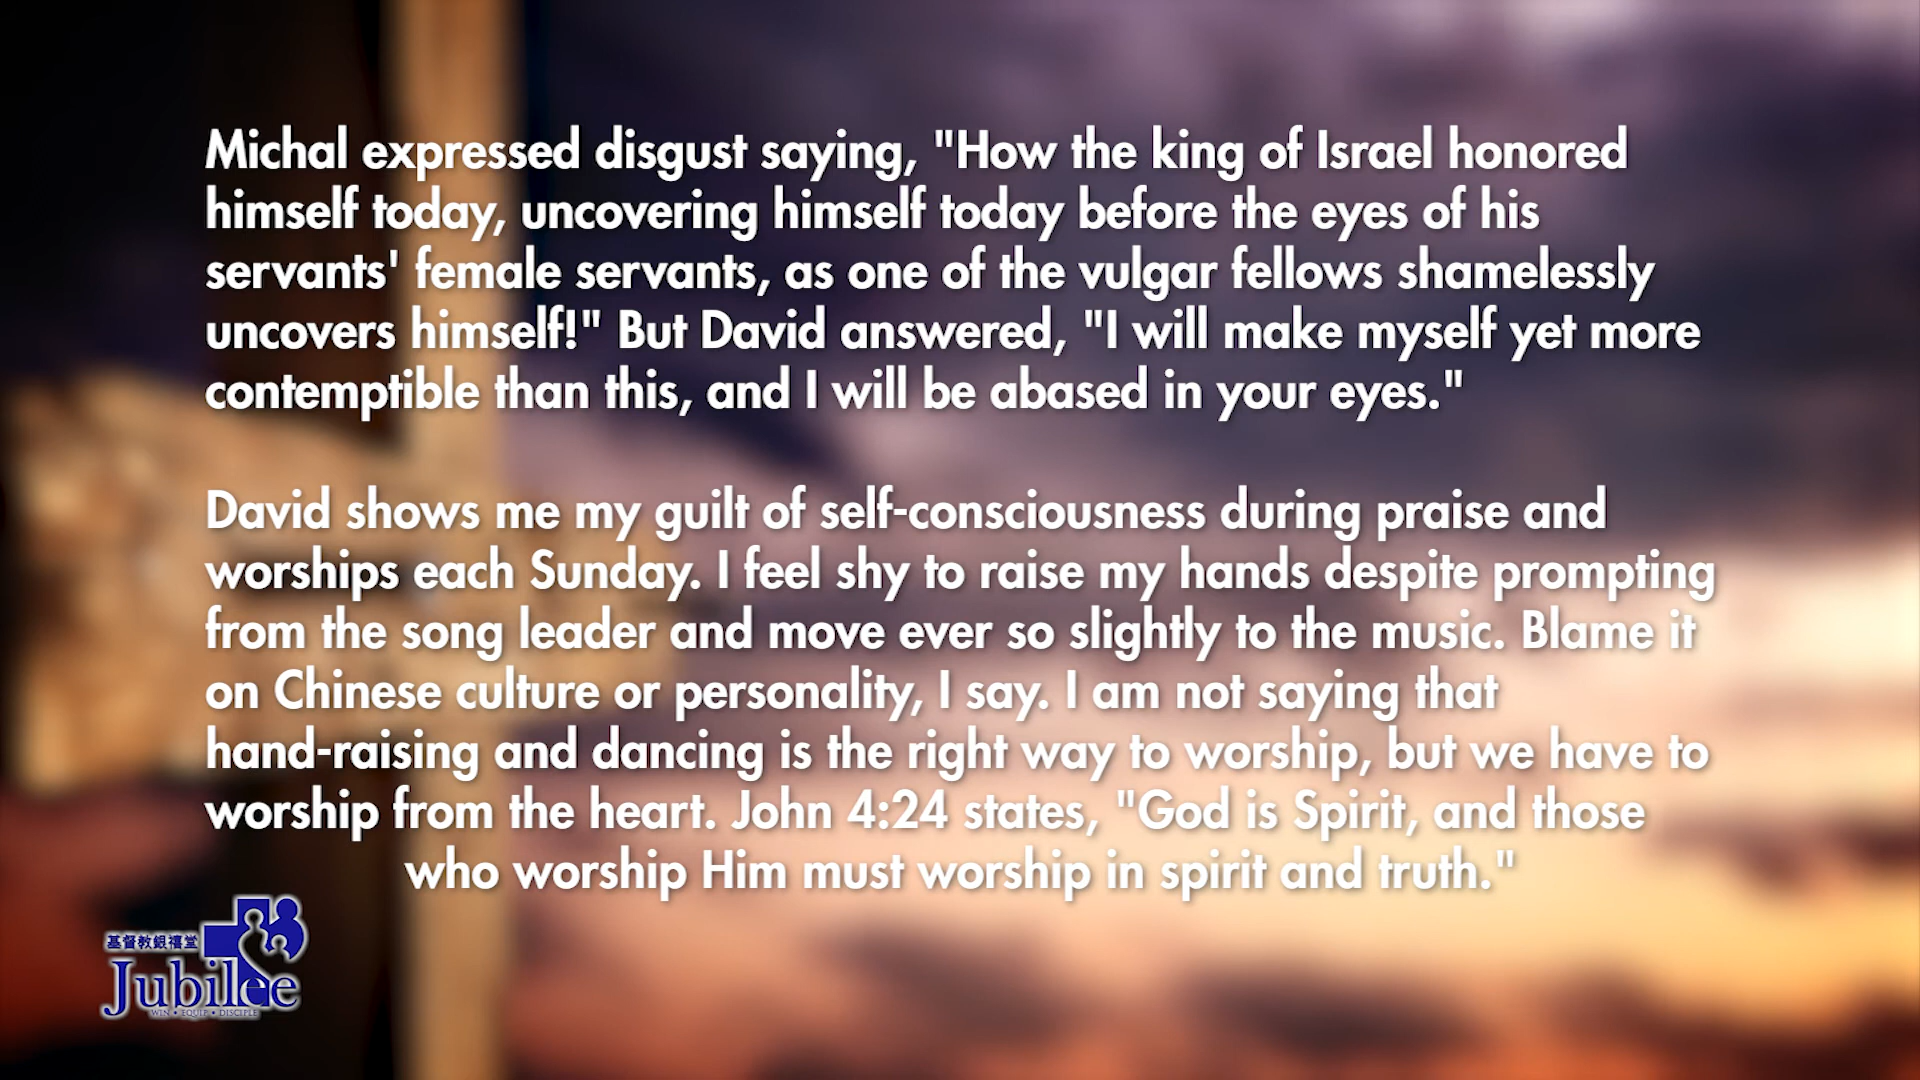 Michal expressed disgust saying, "How the king of Israel honored
himself today, uncovering himself today before the eyes of his
servants' female servants, as one of the vulgar fellows shamelessly
uncovers himself!" But David answered, "I will make myself yet more
contemptible than this, and I will be abased in your eyes."
David shows me my guilt of self-consciousness during praise and
worships each Sunday. I feel shy to raise my hands despite prompting
from the song leader and move ever so slightly to the music. Blame it
on Chinese culture or personality, I say. I am not saying that
hand-raising and dancing is the right way to worship, but we have to
worship from the heart. John 4:24 states, "God is Spirit, and those
who worship Him must worship in spirit and truth."
基督教銀禧堂
Jubilee
WIN • EQUIP • DISCIPLE